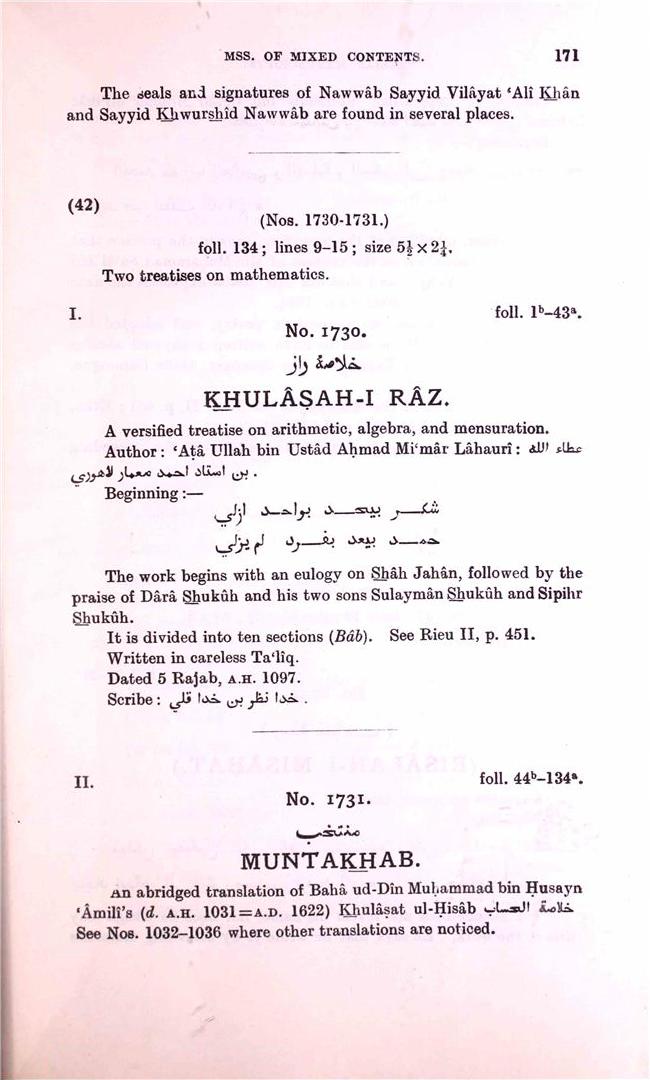 MSS. OF MIXED CONTENTS. 171
The seals and signatures of Nawwâb Sayyid Vilâyat ‘Alî Khân
and Sayyid Khwurshîd Nawwâb are found in several places.
(42)
(Nos. 1730-1731.)
foll. 134; lines 9–15; size 5½ × 2¼.
Two treatises on mathematics.
I. foll. 1ᵇ–43ᵃ.
No. 1730.
خلاصهٔ راز
KHULÂṢAH-I RÂZ.
A versified treatise on arithmetic, algebra, and mensuration.
Author: ‘Aṭâ Ullah bin Ustâd Aḥmad Mi‘mâr Lâhaurî: عطاء الله
بن استاد احمد معمار لاهوري .
Beginning:—
شكر بيحد بواحد ازلي
حمد بيعد بفرد لم يزلي
The work begins with an eulogy on Shâh Jahân, followed by the
praise of Dârâ Shukûh and his two sons Sulaymân Shukûh and Sipihr
Shukûh.
It is divided into ten sections (Bâb). See Rieu II, p. 451.
Written in careless Ta‘lîq.
Dated 5 Rajab, A.H. 1097.
Scribe: خدا نظر بن خدا قلي .
II. foll. 44ᵇ–134ᵃ.
No. 1731.
منتخب
MUNTAKHAB.
An abridged translation of Bahâ ud-Dîn Muḥammad bin Ḥusayn
‘Âmilî’s (d. A.H. 1031=A.D. 1622) Khulâṣat ul-Ḥisâb خلاصة الحساب
See Nos. 1032–1036 where other translations are noticed.